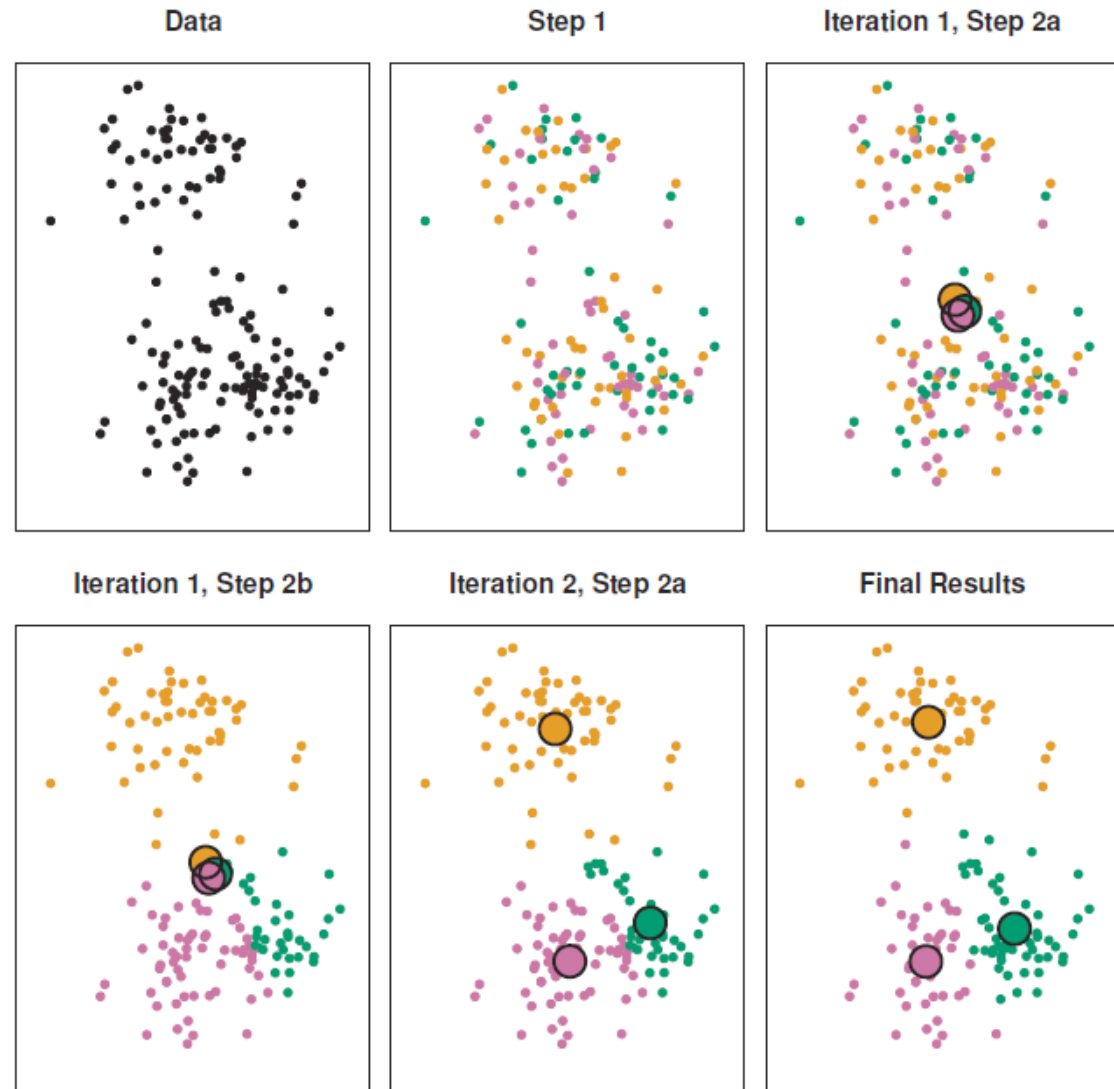 Data
Step 1
Iteration 1, Step 2a
Iteration 1, Step 2b
Iteration 2, Step 2a
Final Results